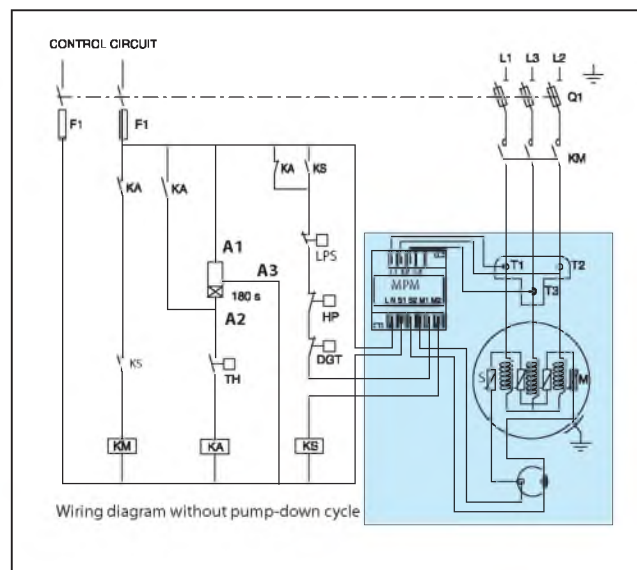 CONTROL CIRCUIT
L1 L3 L2
Q1
F1 F1
KM
KA KA KA KS
A1
A3
LPS
T1 T2
MPM
T3
180 s
L N S1 S2 M1 M2
A2
HP
DGT
KS
TH
S M
KM KA KS
Wiring diagram without pump-down cycle